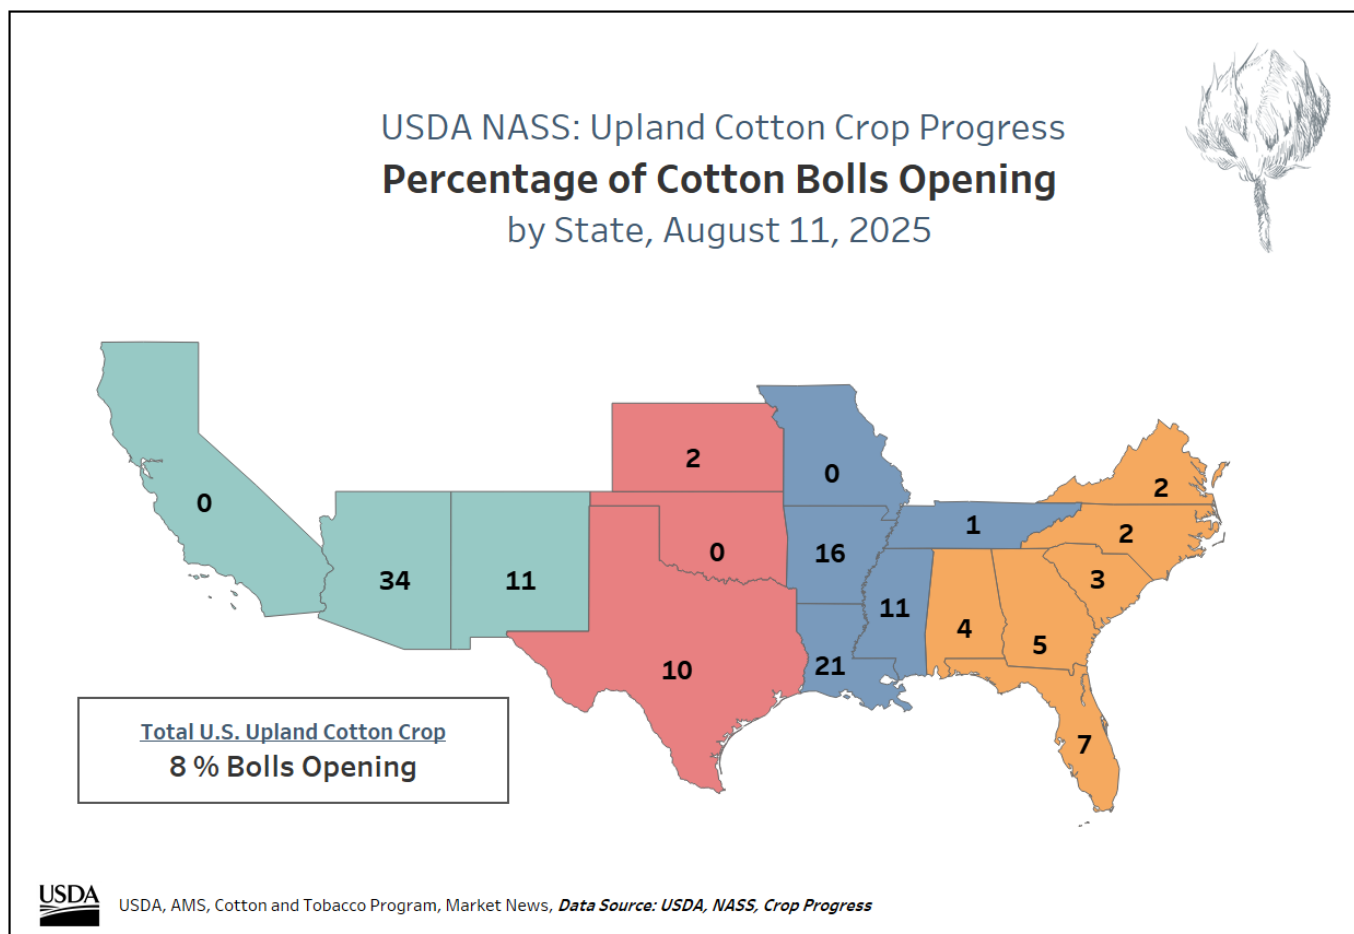 USDA NASS: Upland Cotton Crop Progress
Percentage of Cotton Bolls Opening
by State, August 11, 2025
0
34
11
2
0
10
0
16
21
1
11
4
5
7
3
2
2
Total U.S. Upland Cotton Crop
8 % Bolls Opening
USDA
USDA, AMS, Cotton and Tobacco Program, Market News, Data Source: USDA, NASS, Crop Progress